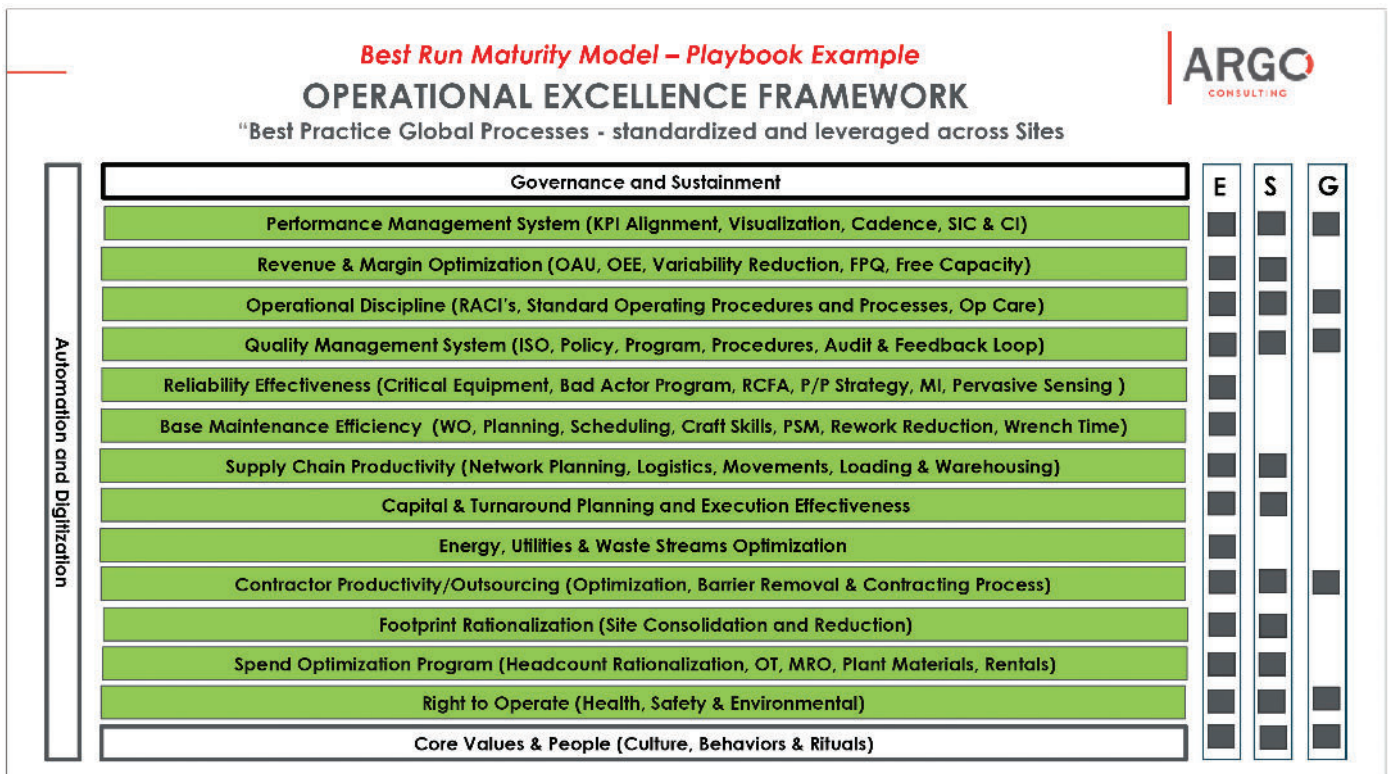 Best Run Maturity Model – Playbook Example
ARGO
CONSULTING
OPERATIONAL EXCELLENCE FRAMEWORK
“Best Practice Global Processes - standardized and leveraged across Sites
Automation and Digitization
Governance and Sustainment
E S G
Performance Management System (KPI Alignment, Visualization, Cadence, SIC & CI)
Revenue & Margin Optimization (OAU, OEE, Variability Reduction, FPQ, Free Capacity)
Operational Discipline (RACI's, Standard Operating Procedures and Processes, Op Care)
Quality Management System (ISO, Policy, Program, Procedures, Audit & Feedback Loop)
Reliability Effectiveness (Critical Equipment, Bad Actor Program, RCFA, P/P Strategy, MI, Pervasive Sensing )
Base Maintenance Efficiency (WO, Planning, Scheduling, Craft Skills, PSM, Rework Reduction, Wrench Time)
Supply Chain Productivity (Network Planning, Logistics, Movements, Loading & Warehousing)
Capital & Turnaround Planning and Execution Effectiveness
Energy, Utilities & Waste Streams Optimization
Contractor Productivity/Outsourcing (Optimization, Barrier Removal & Contracting Process)
Footprint Rationalization (Site Consolidation and Reduction)
Spend Optimization Program (Headcount Rationalization, OT, MRO, Plant Materials, Rentals)
Right to Operate (Health, Safety & Environmental)
Core Values & People (Culture, Behaviors & Rituals)